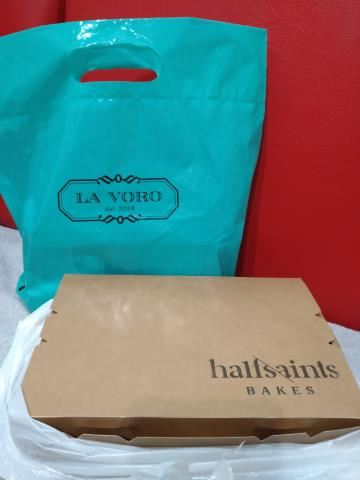 LA VORO
Est. 2018
halfsaints
BAKES